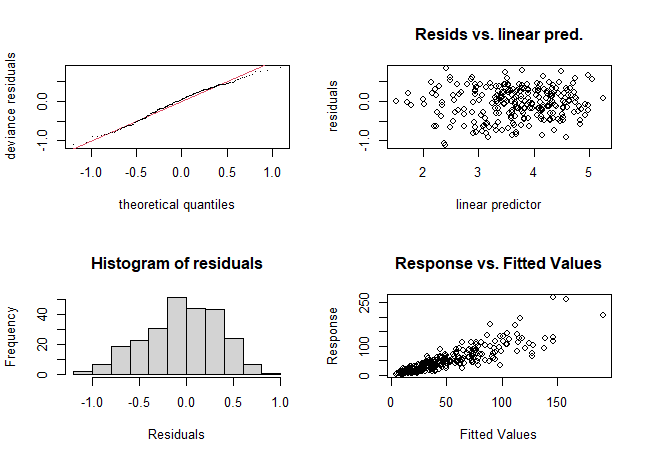 deviance residuals
-1.0 0.0
-1.0 -0.5 0.0 0.5 1.0
theoretical quantiles
Resids vs. linear pred.
residuals
-1.0 0.0
2 3 4 5
linear predictor
Histogram of residuals
Frequency
0 20 40
-1.0 -0.5 0.0 0.5 1.0
Residuals
Response vs. Fitted Values
Response
0 100 250
0 50 100 150
Fitted Values